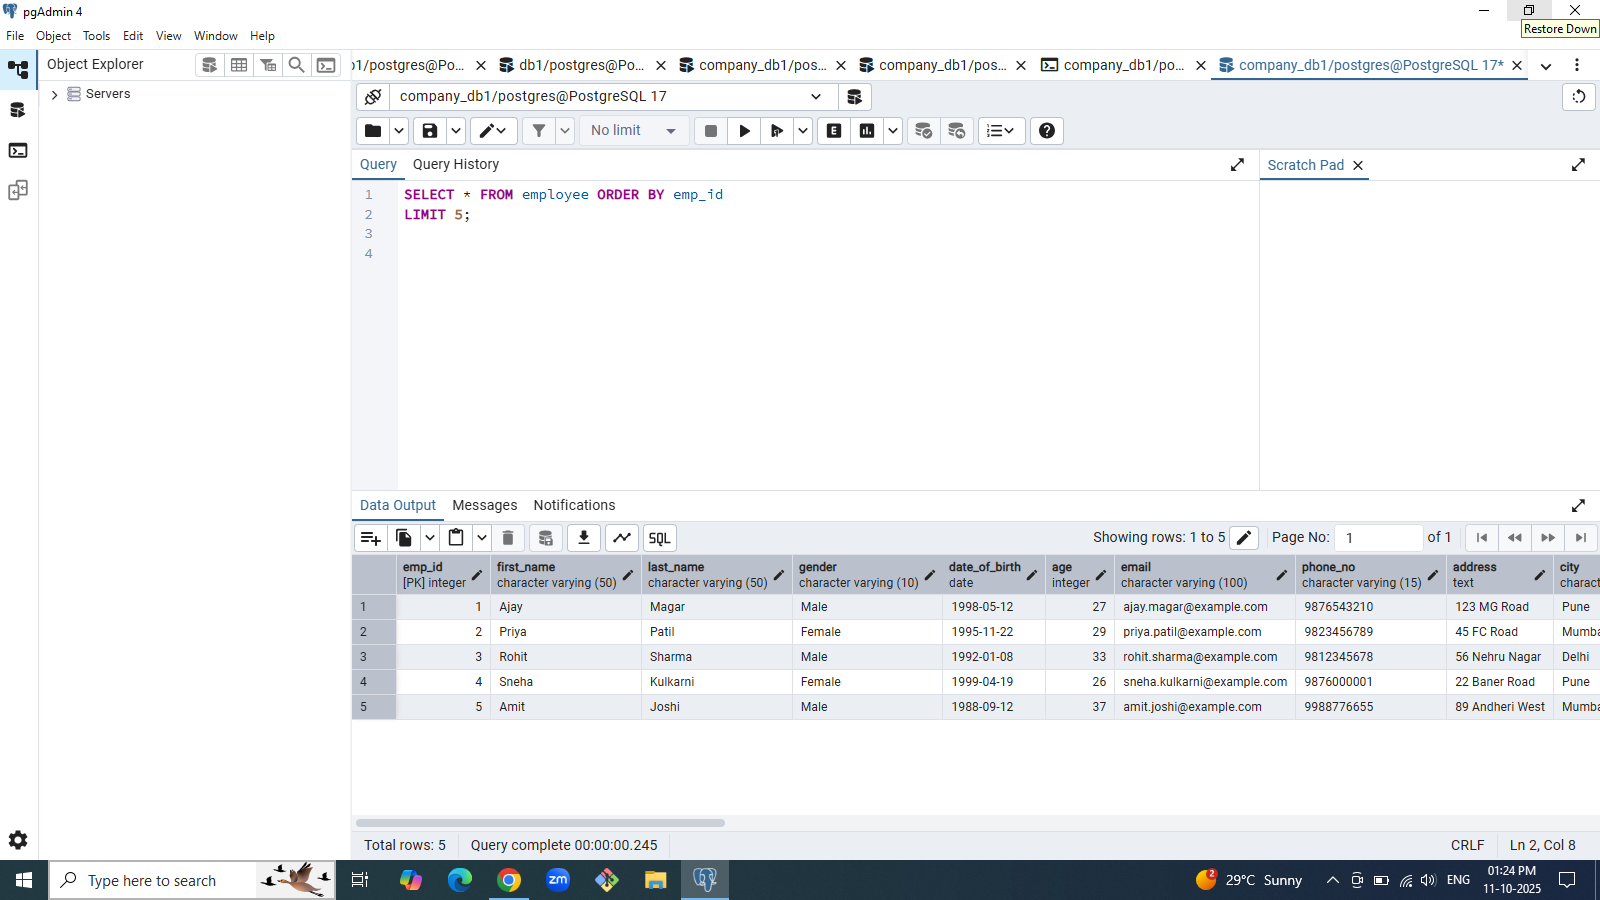 pgAdmin 4
Restore Down
File Object Tools Edit View Window Help
Object Explorer
Servers
o1/postgres@Po...
db1/postgres@Po...
company_db1/pos...
company_db1/pos...
company_db1/po...
company_db1/postgres@PostgreSQL 17*
company_db1/postgres@PostgreSQL 17
No limit
E
Query Query History
Scratch Pad
1 SELECT * FROM employee ORDER BY emp_id
2 LIMIT 5;
3
4
Data Output Messages Notifications
SQL
Showing rows: 1 to 5
Page No: 1 of 1
emp_id first_name last_name gender date_of_birth age email phone_no address city
[PK] integer character varying (50) character varying (50) character varying (10) date integer character varying (100) character varying (15) text charact
1 1 Ajay Magar Male 1998-05-12 27 ajay.magar@example.com 9876543210 123 MG Road Pune
2 2 Priya Patil Female 1995-11-22 29 priya.patil@example.com 9823456789 45 FC Road Mumba
3 3 Rohit Sharma Male 1992-01-08 33 rohit.sharma@example.com 9812345678 56 Nehru Nagar Delhi
4 4 Sneha Kulkarni Female 1999-04-19 26 sneha.kulkarni@example.com 9876000001 22 Baner Road Pune
5 5 Amit Joshi Male 1988-09-12 37 amit.joshi@example.com 9988776655 89 Andheri West Mumba
Total rows: 5 Query complete 00:00:00.245 CRLF Ln 2, Col 8
Type here to search
zm
2
29°C Sunny
ENG
01:24 PM
11-10-2025